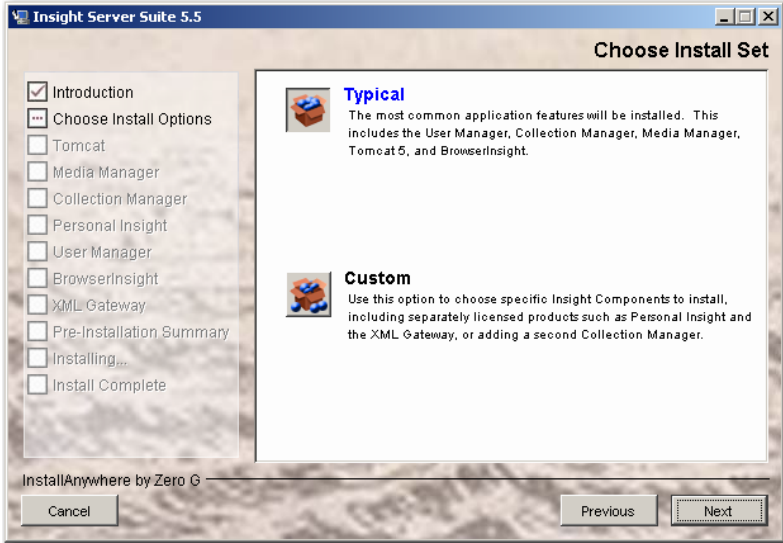 Insight Server Suite 5.5
Choose Install Set
Introduction
Choose Install Options
Tomcat
Media Manager
Collection Manager
Personal Insight
User Manager
BrowserInsight
XML Gateway
Pre-Installation Summary
Installing...
Install Complete
Typical
The most common application features will be installed.  This
includes the User Manager, Collection Manager, Media Manager,
Tomcat 5, and BrowserInsight.
Custom
Use this option to choose specific Insight Components to install,
including separately licensed products such as Personal Insight and
the XML Gateway, or adding a second Collection Manager.
InstallAnywhere by Zero G
Cancel
Previous
Next